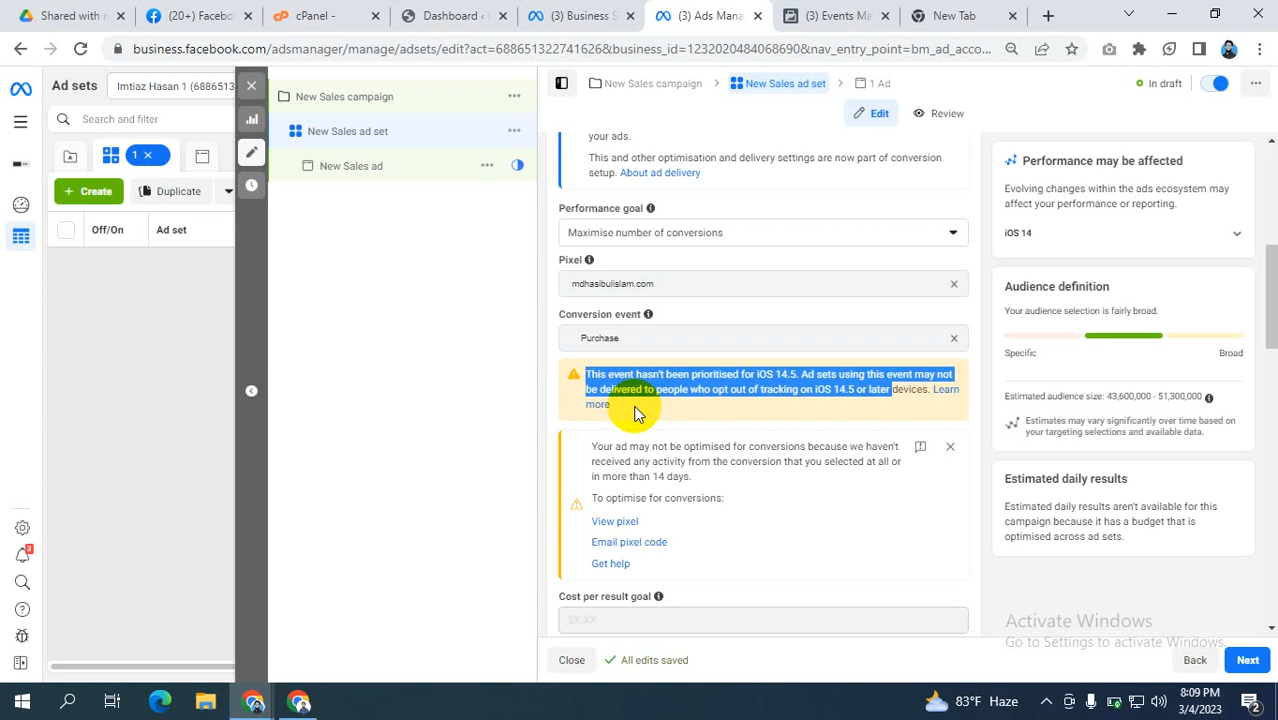 Shared with m
(20+) Faceboo
cPanel -
Dashboard ‹
(3) Business S
(3) Ads Mana
(3) Events Ma
New Tab
business.facebook.com/adsmanager/manage/adsets/edit?act=688651322741626&business_id=1232020484068690&nav_entry_point=bm_ad_acco...
Ad sets
Imtiaz Hasan 1 (68865132
Search and filter
1
Create
Duplicate
Off/On
Ad set
3
New Sales campaign
New Sales ad set
New Sales ad
New Sales campaign
New Sales ad set
1 Ad
In draft
Edit
Review
your ads.
This and other optimisation and delivery settings are now part of conversion
setup. About ad delivery
Performance goal
Maximise number of conversions
Pixel
mdhasibulislam.com
Conversion event
Purchase
This event hasn't been prioritised for iOS 14.5. Ad sets using this event may not
be delivered to people who opt out of tracking on iOS 14.5 or later devices. Learn
more
Your ad may not be optimised for conversions because we haven't
received any activity from the conversion that you selected at all or
in more than 14 days.
To optimise for conversions:
View pixel
Email pixel code
Get help
Cost per result goal
$X.XX
Close
All edits saved
Back
Next
Performance may be affected
Evolving changes within the ads ecosystem may
affect your performance or reporting.
iOS 14
Audience definition
Your audience selection is fairly broad.
Specific
Broad
Estimated audience size: 43,600,000 - 51,300,000
Estimates may vary significantly over time based on
your targeting selections and available data.
Estimated daily results
Estimated daily results aren't available for this
campaign because it has a budget that is
optimised across ad sets.
Activate Windows
Go to Settings to activate Windows.
83°F Haze
8:09 PM
3/4/2023
2